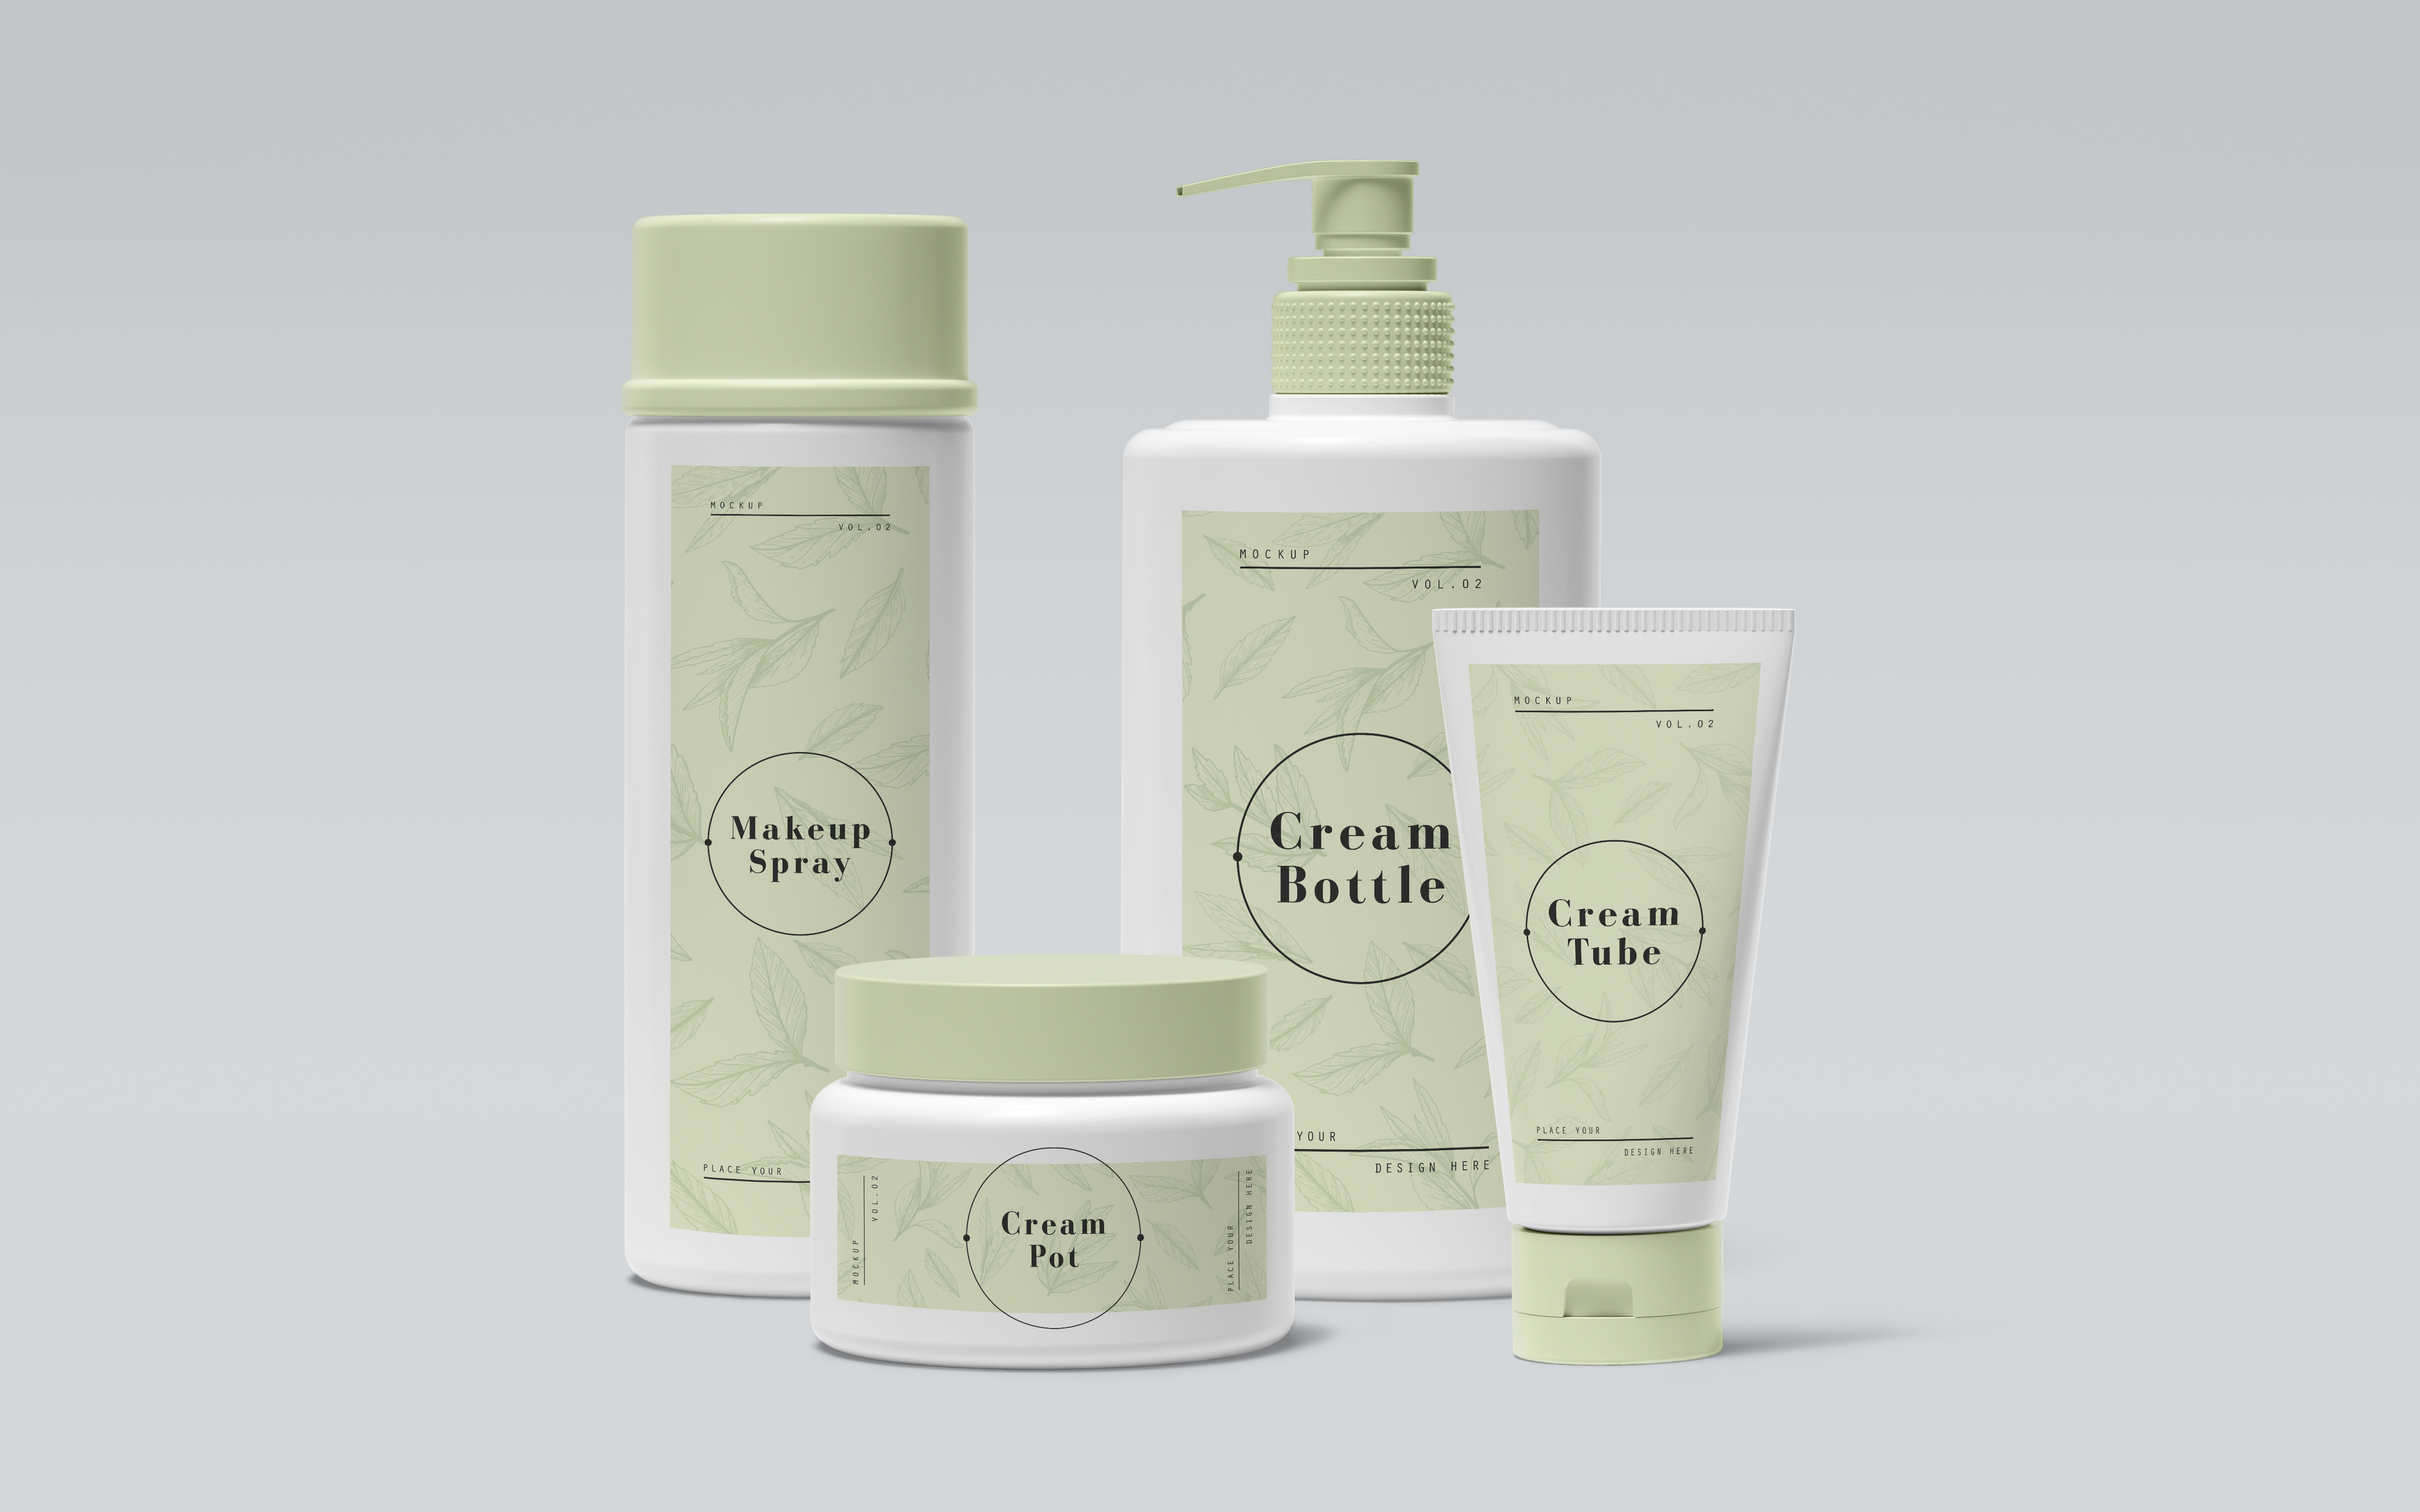 MOCKUP
VOL.02
Makeup
Spray
PLACE YOUR
MOCKUP
VOL.02
Cream
Bottle
YOUR
DESIGN HERE
MOCKUP
VOL.02
Cream
Tube
PLACE YOUR
DESIGN HERE
MOCKUP
VOL.02
Cream
Pot
PLACE YOUR
DESIGN HERE